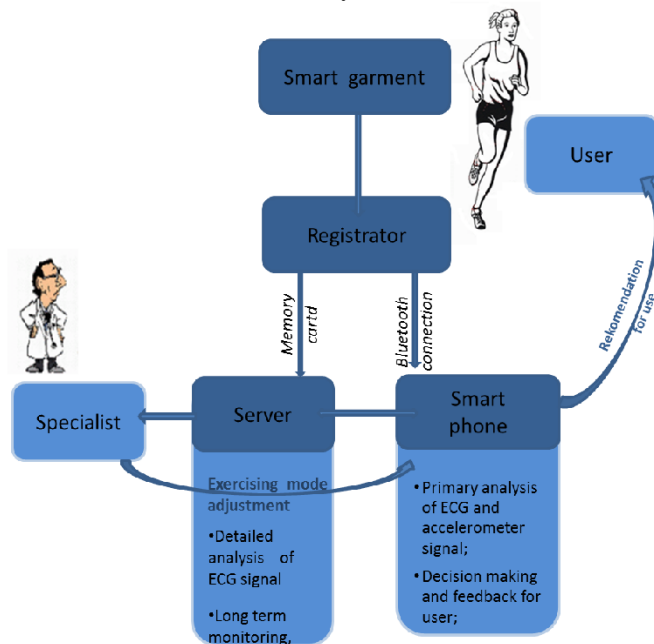 Smart garment
User
Registrator
Memory
cartd
Bluetooth
connection
Rekomendation
for use
Specialist
Server
Smart
phone
Exercising mode
adjustment
•Detailed
analysis of
ECG signal
•Long term
monitoring,
•Primary analysis
of ECG and
accelerometer
signal;
•Decision making
and feedback for
user;